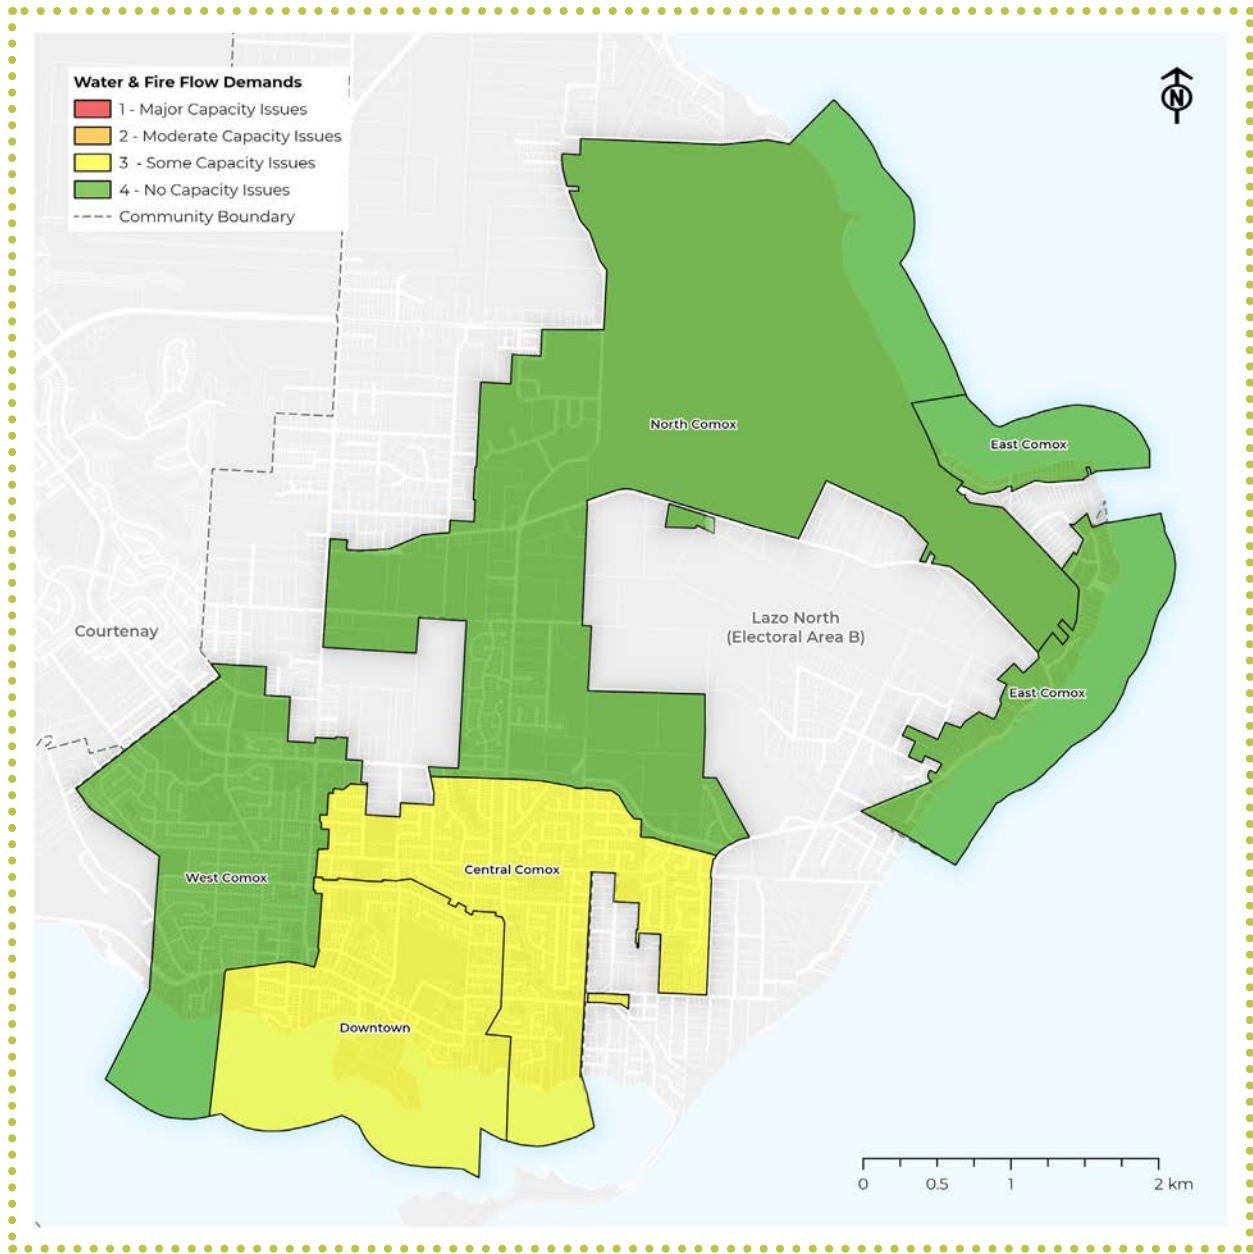 Water & Fire Flow Demands
1 - Major Capacity Issues
2 - Moderate Capacity Issues
3 - Some Capacity Issues
4 - No Capacity Issues
Community Boundary
N
North Comox
East Comox
Courtenay
Lazo North
(Electoral Area B)
East Comox
West Comox
Central Comox
Downtown
0 0.5 1 2 km